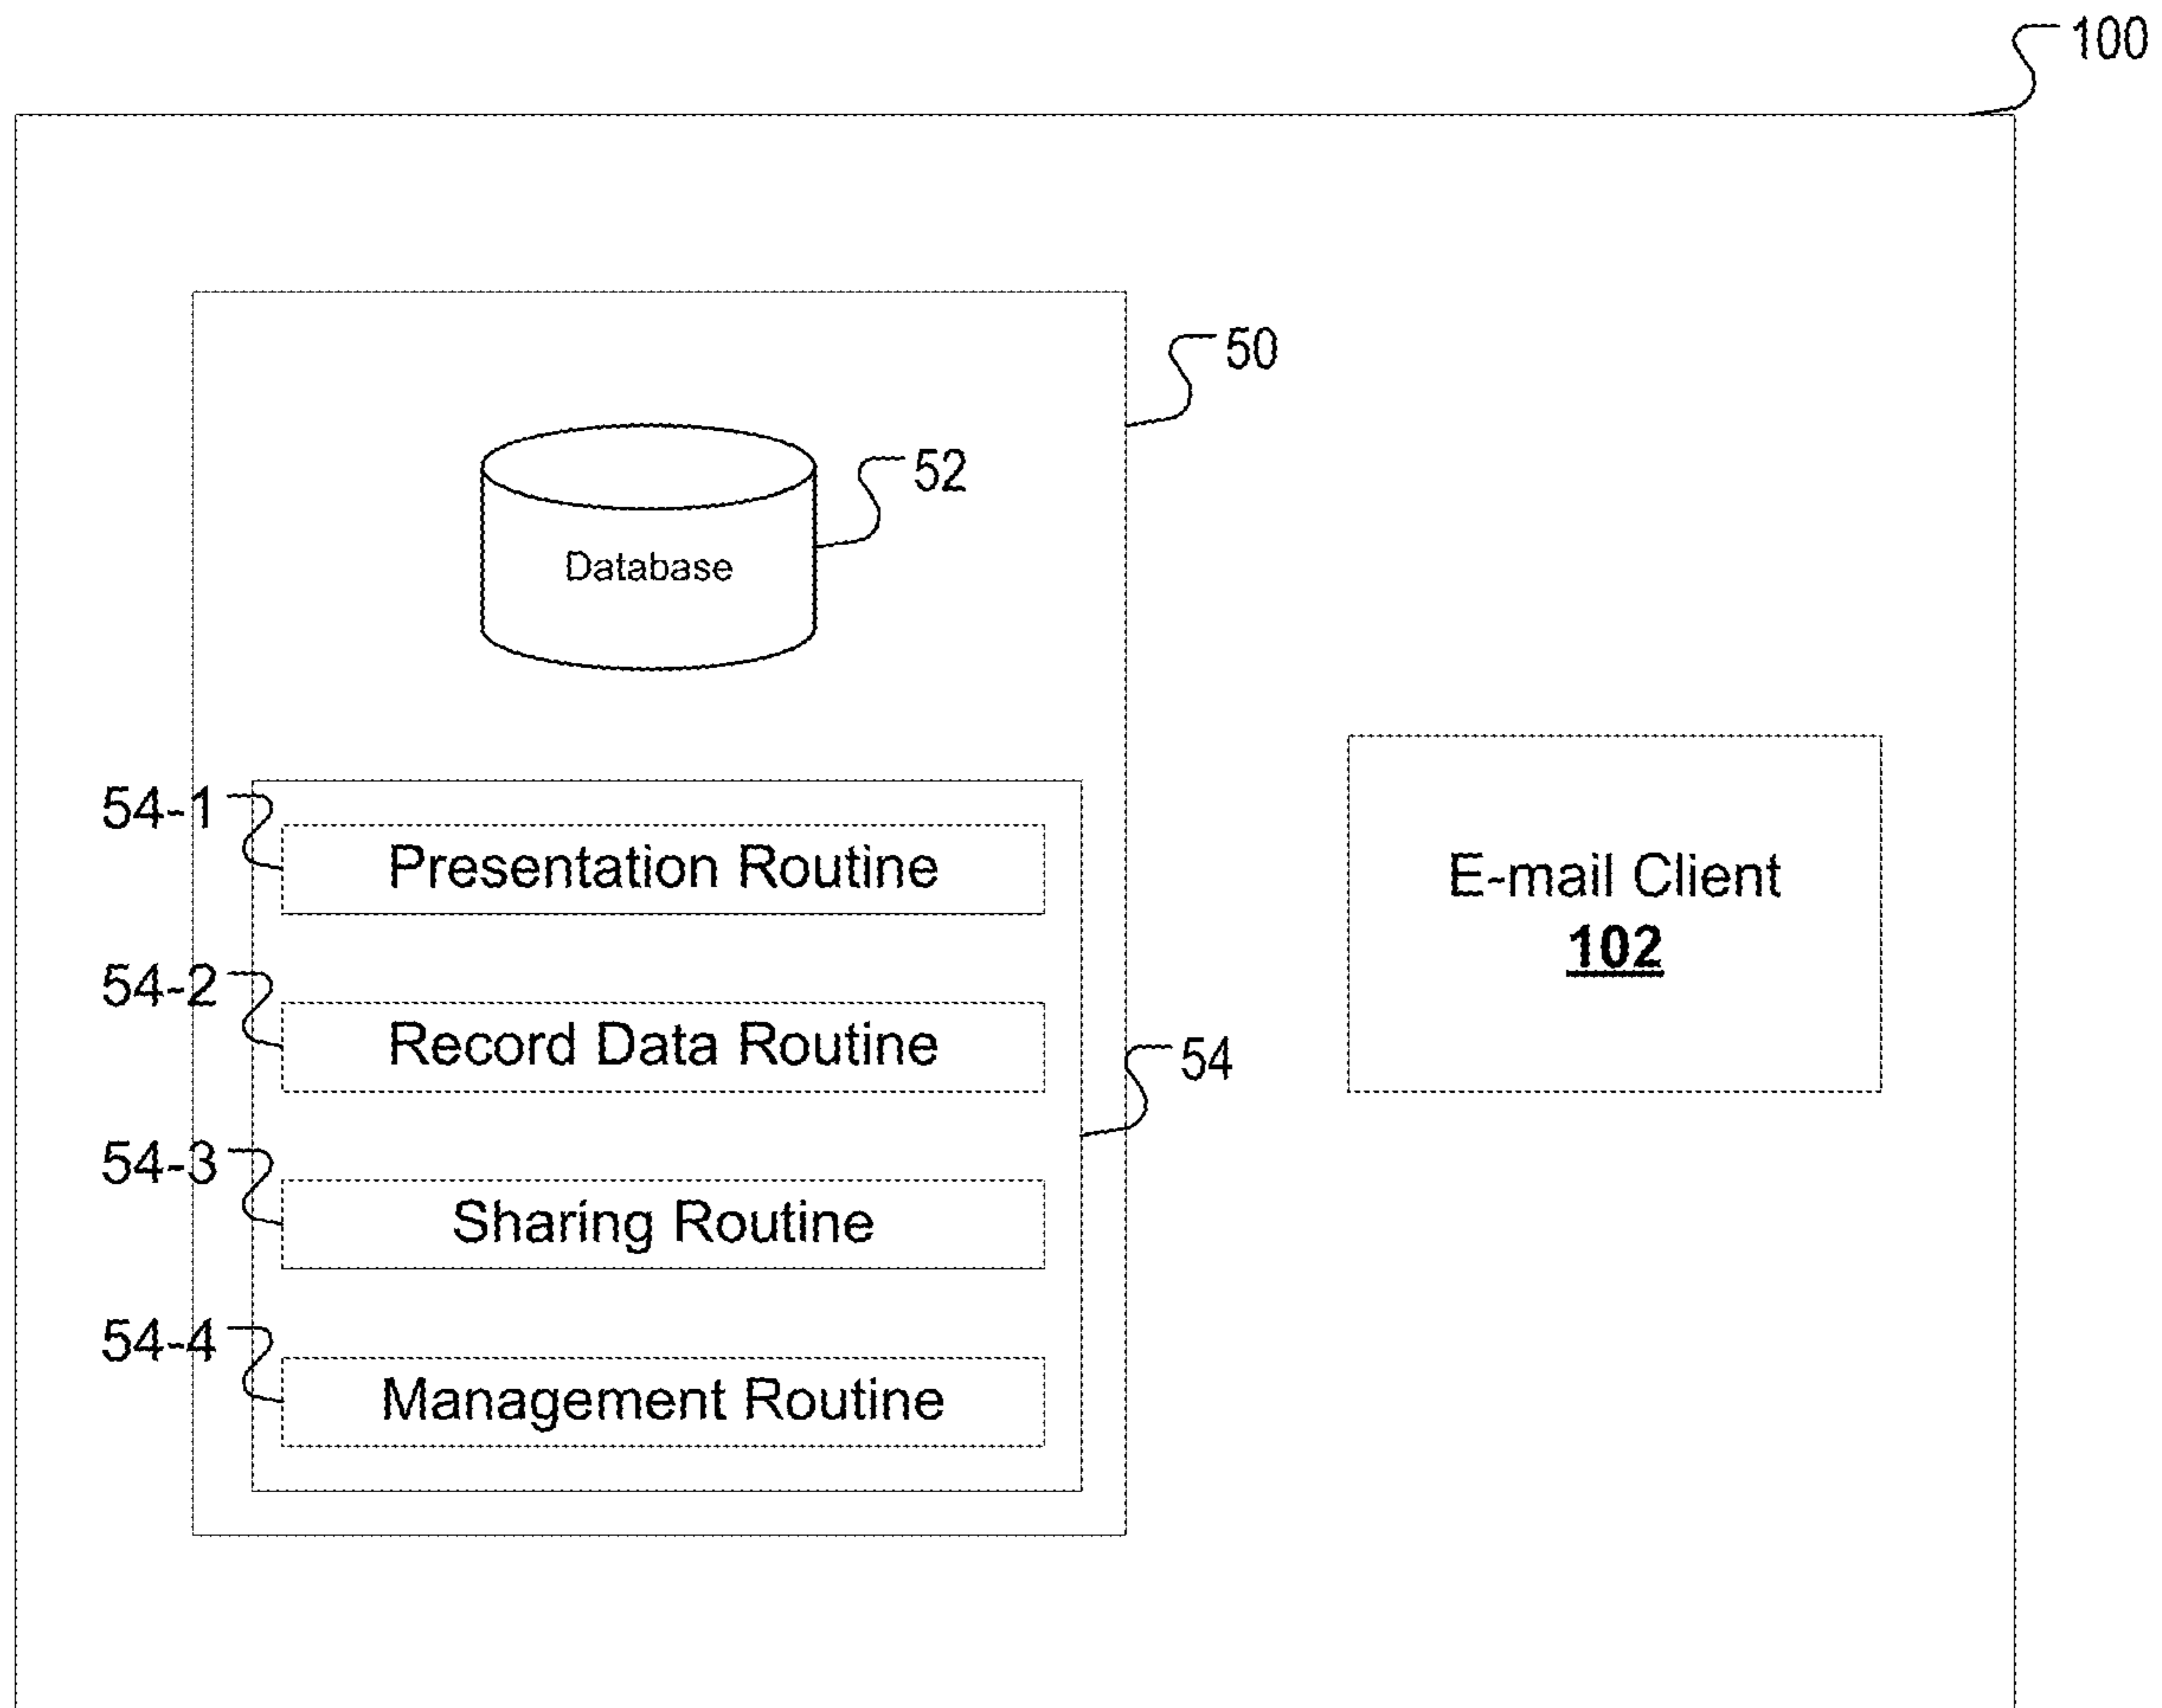 100
50
52
Database
54-1
Presentation Routine
E-mail Client
102
54-2
Record Data Routine
54
54-3
Sharing Routine
54-4
Management Routine